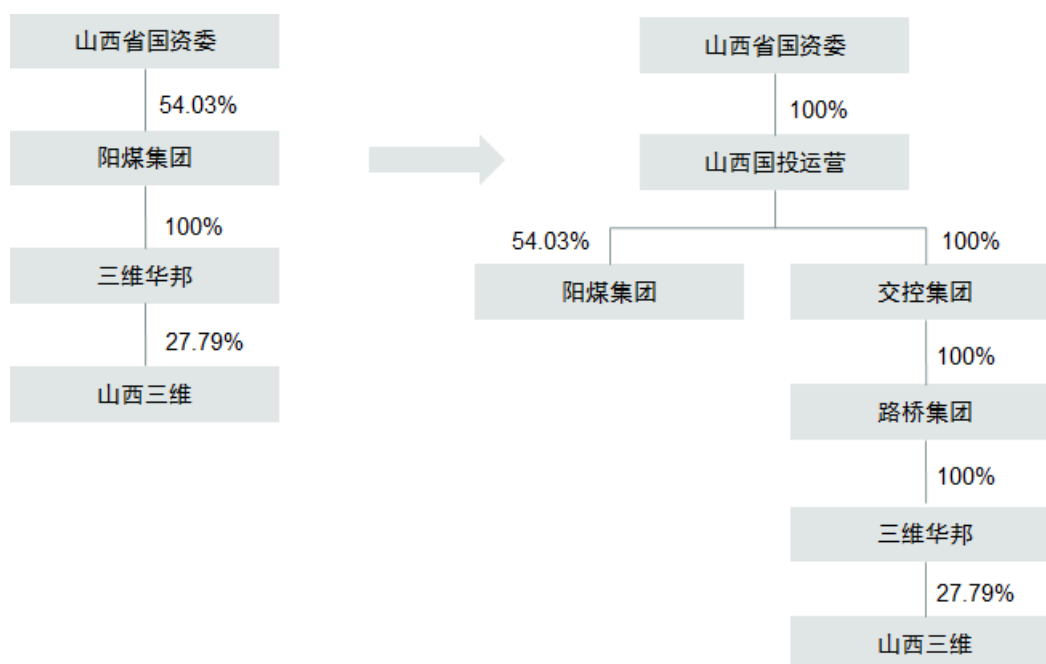 山西省国资委
54.03%
阳煤集团
100%
三维华邦
27.79%
山西三维
山西省国资委
100%
山西国投运营
54.03%
100%
阳煤集团
交控集团
100%
路桥集团
100%
三维华邦
27.79%
山西三维